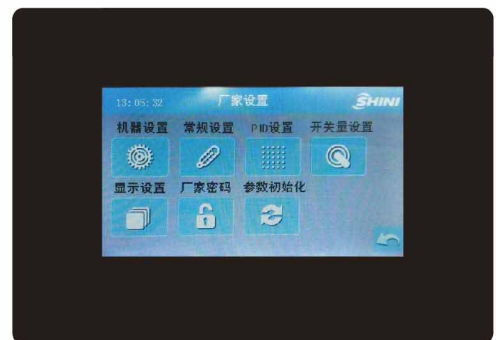 13:05:32 厂家设置 SHINI
机器设置 常规设置 PID设置 开关量设置
显示设置 厂家密码 参数初始化